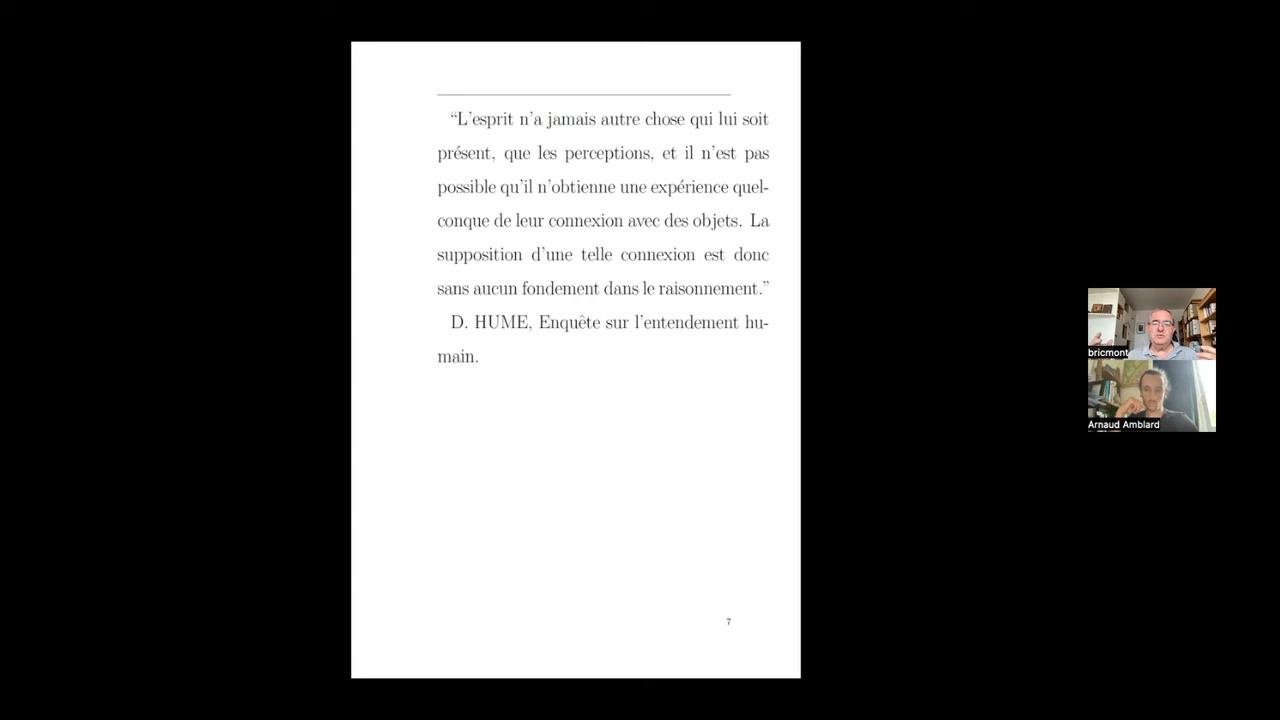 “L’esprit n’a jamais autre chose qui lui soit
présent, que les perceptions, et il n’est pas
possible qu’il n’obtienne une expérience quel-
conque de leur connexion avec des objets. La
supposition d’une telle connexion est donc
sans aucun fondement dans le raisonnement.”
D. HUME, Enquête sur l’entendement hu-
main.
7
bricmont
Arnaud Amblard